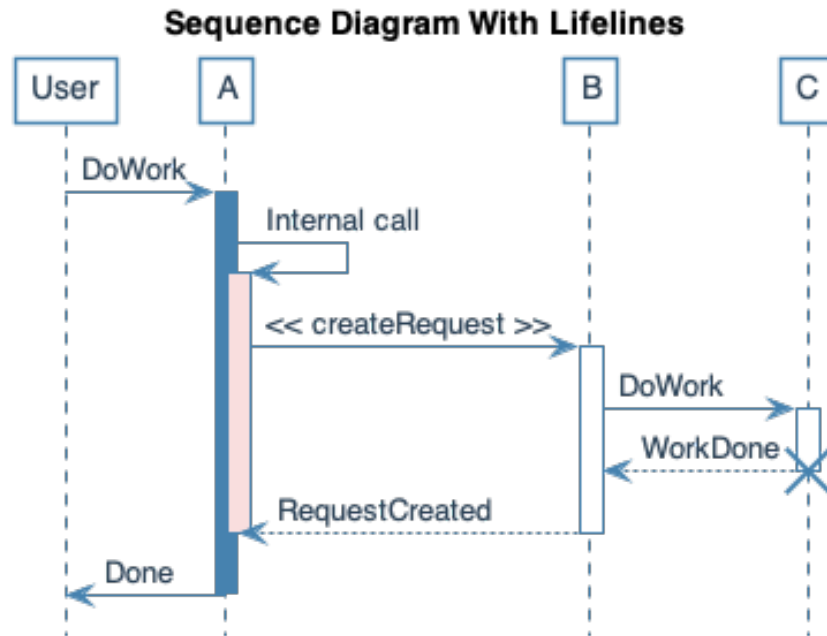 Sequence Diagram With Lifelines
User A B C
DoWork
Internal call
<< createRequest >>
DoWork
WorkDone
RequestCreated
Done